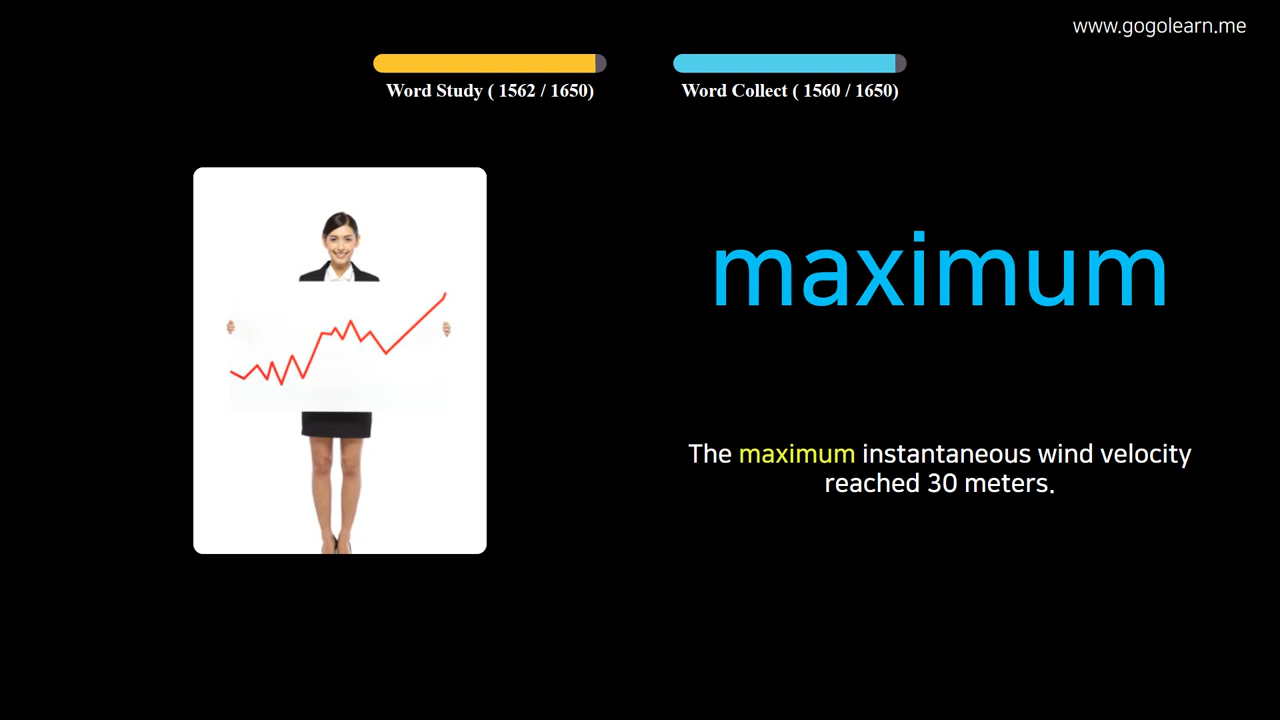 www.gogolearn.me
Word Study ( 1562 / 1650)
Word Collect ( 1560 / 1650)
maximum
The maximum instantaneous wind velocity
reached 30 meters.